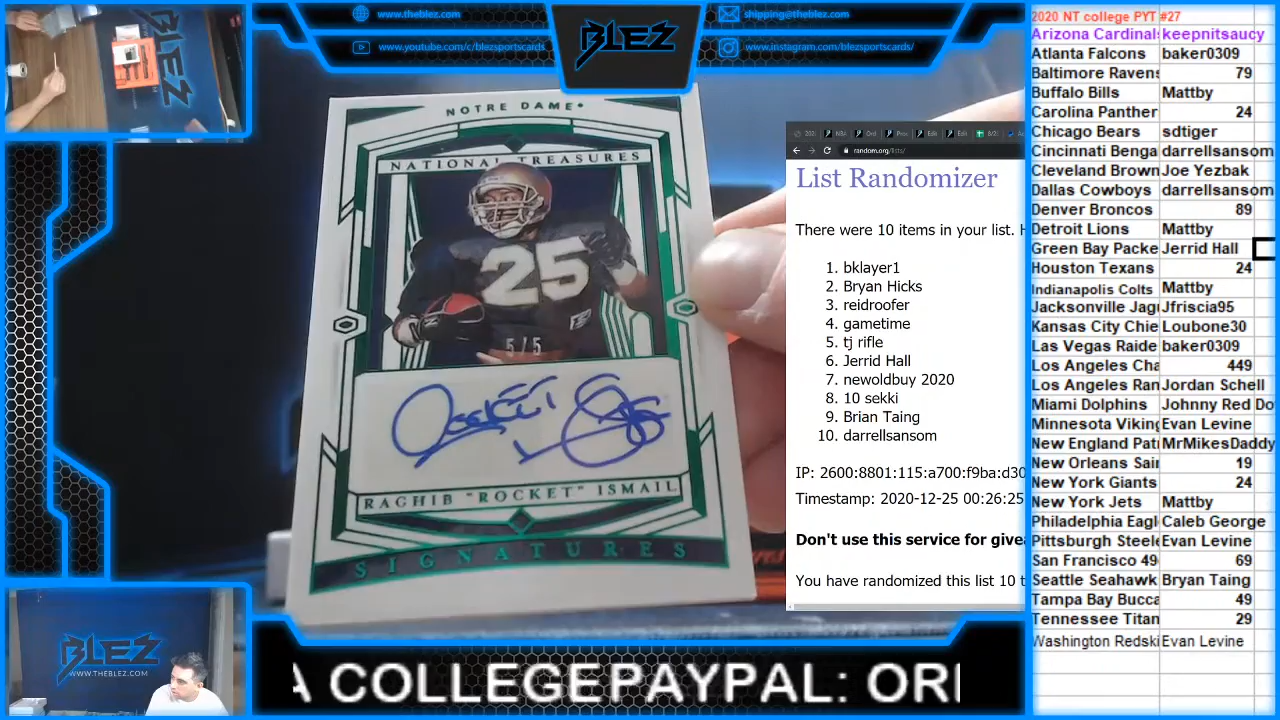 www.theblez.com
www.youtube.com/c/blezsportscards
BLEZ
shipping@theblez.com
www.instagram.com/blezsportscards/
BLEZ
NOTRE DAME
NATIONAL TREASURES
25
5/5
RAGHIB "ROCKET" ISMAIL
SIGNATURES
random.org/lists/
List Randomizer
There were 10 items in your list. H
1. bklayer1
2. Bryan Hicks
3. reidroofer
4. gametime
5. tj rifle
6. Jerrid Hall
7. newoldbuy 2020
8. 10 sekki
9. Brian Taing
10. darrellsansom
IP: 2600:8801:115:a700:f9ba:d30
Timestamp: 2020-12-25 00:26:25
Don't use this service for givea
You have randomized this list 10 t
2020 NT college PYT #27
Arizona Cardinals keepnitsaucy
Atlanta Falcons baker0309
Baltimore Ravens 79
Buffalo Bills Mattby
Carolina Panther 24
Chicago Bears sdtiger
Cincinnati Benga darrellsansom
Cleveland Brown Joe Yezbak
Dallas Cowboys darrellsansom
Denver Broncos 89
Detroit Lions Mattby
Green Bay Packe Jerrid Hall
Houston Texans 24
Indianapolis Colts Mattby
Jacksonville Jagu Jfriscia95
Kansas City Chie Loubone30
Las Vegas Raide baker0309
Los Angeles Cha 449
Los Angeles Ran Jordan Schell
Miami Dolphins Johnny Red Do
Minnesota Viking Evan Levine
New England Pat MrMikesDaddy
New Orleans Sain 19
New York Giants 24
New York Jets Mattby
Philadelphia Eagl Caleb George
Pittsburgh Steele Evan Levine
San Francisco 49 69
Seattle Seahawk Bryan Taing
Tampa Bay Bucca 49
Tennessee Titan 29
Washington Redski Evan Levine
BLEZ
WWW.THEBLEZ.COM
A COLLEGEPAYPAL: ORI